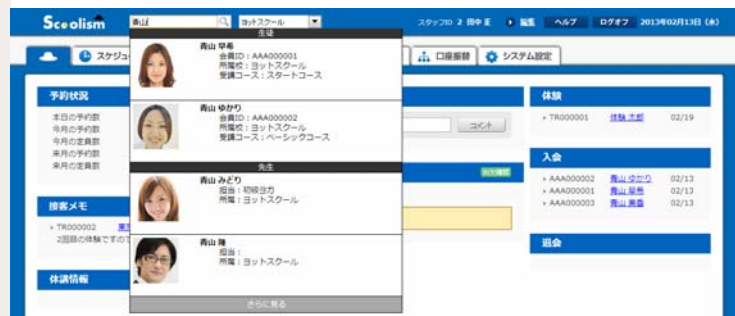 Scoolism
青山
ヨットスクール
スタッフID 2 田中 正
編集
ヘルプ
ログオフ
2013年02月13日 (水)
口座振替
システム設定
生徒
青山 早希
会員ID : AAA000001
所属校 : ヨットスクール
受講コース : スタートコース
青山 ゆかり
会員ID : AAA000002
所属校 : ヨットスクール
受講コース : ベーシックコース
先生
青山 みどり
担当 : 初級ヨガ
所属 : ヨットスクール
青山 隆
担当 :
所属 : ヨットスクール
さらに見る
予約状況
本日の予約数
今月の予約数
今月の定員数
来月の予約数
来月の定員数
接客メモ
TR000002
2回目の体験ですので
休講情報
コメント
体験
TR000001 体験 太郎 02/19
入会
AAA000002 青山 ゆかり 02/13
AAA000001 青山 早希 02/13
AAA000003 青山 美香 02/13
退会